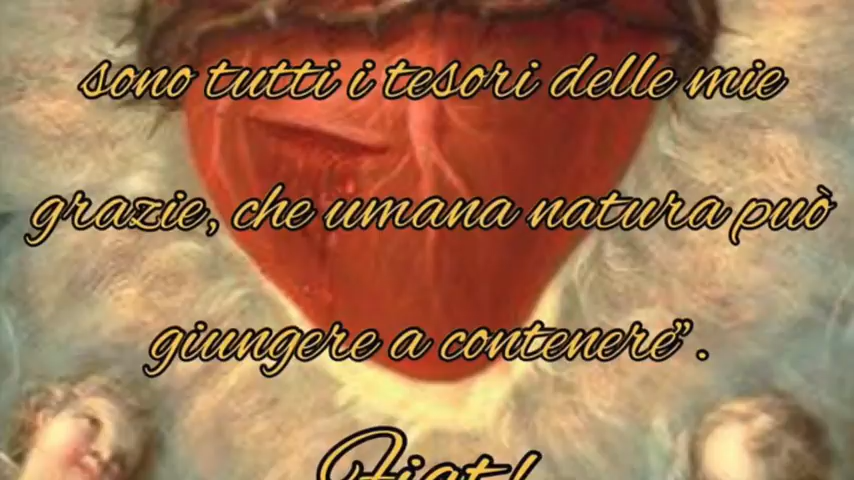 sono tutti i tesori delle mie
grazie, che umana natura può
giungere a contenere”.
Fiat!